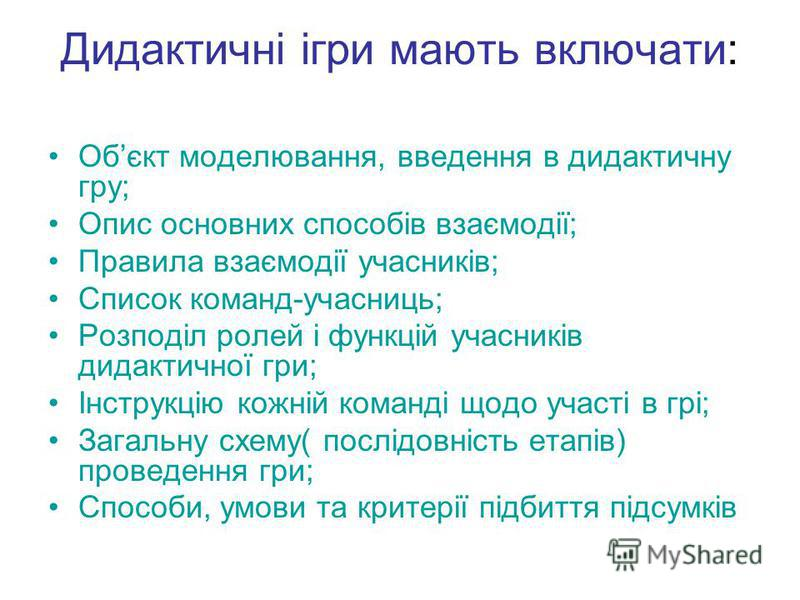 Дидактичні ігри мають включати:
• Об’єкт моделювання, введення в дидактичну
гру;
• Опис основних способів взаємодії;
• Правила взаємодії учасників;
• Список команд-учасниць;
• Розподіл ролей і функцій учасників
дидактичної гри;
• Інструкцію кожній команді щодо участі в грі;
• Загальну схему( послідовність етапів)
проведення гри;
• Способи, умови та критерії підбиття підсумків
MyShared